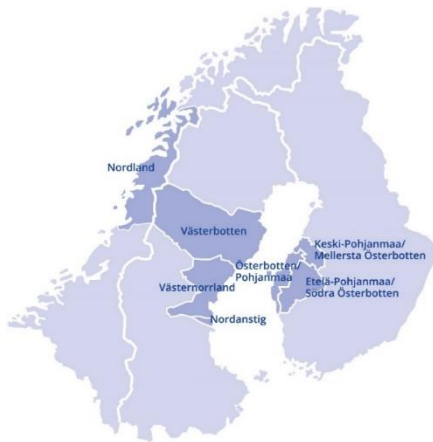 Nordland
Västerbotten
Keski-Pohjanmaa/
Mellersta Österbotten
Österbotten/
Pohjanmaa
Etelä-Pohjanmaa/
Södra Österbotten
Västernorrland
Nordanstig